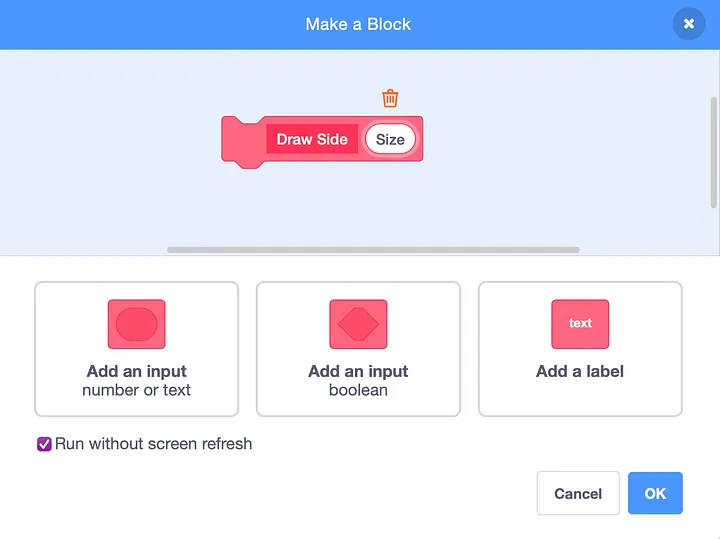 Make a Block
Draw Side Size
Add an input
number or text
Add an input
boolean
text
Add a label
Run without screen refresh
Cancel OK